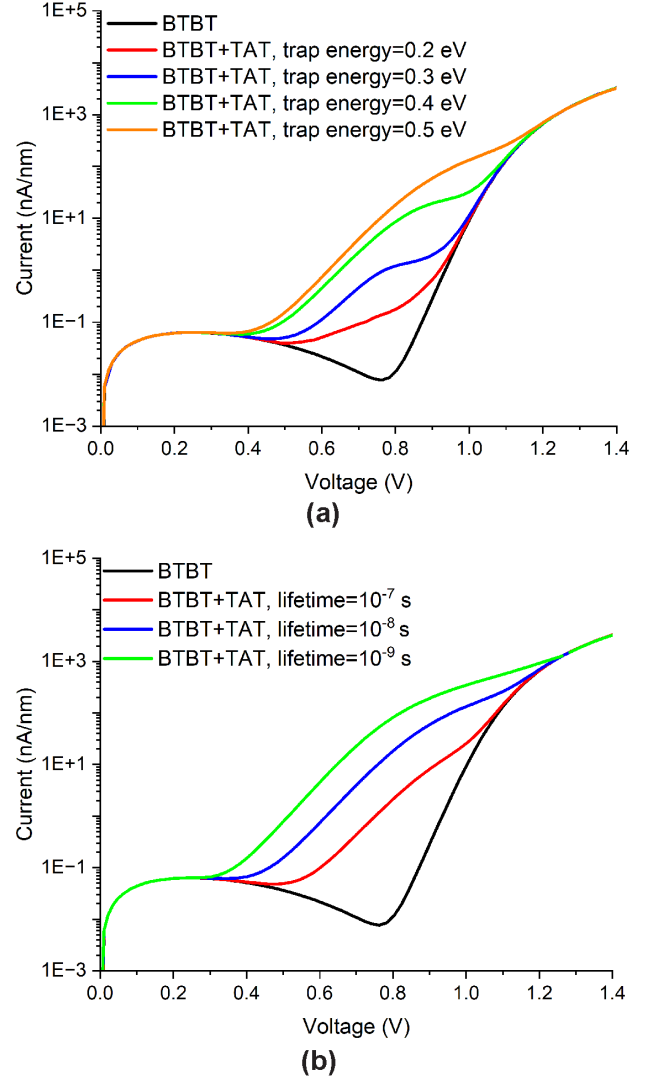 1E+5
1E+3
1E+1
1E−1
1E−3
Current (nA/nm)
BTBT
BTBT+TAT, trap energy=0.2 eV
BTBT+TAT, trap energy=0.3 eV
BTBT+TAT, trap energy=0.4 eV
BTBT+TAT, trap energy=0.5 eV
0.0 0.2 0.4 0.6 0.8 1.0 1.2 1.4
Voltage (V)
(a)
1E+5
1E+3
1E+1
1E−1
1E−3
Current (nA/nm)
BTBT
BTBT+TAT, lifetime=10⁻⁷ s
BTBT+TAT, lifetime=10⁻⁸ s
BTBT+TAT, lifetime=10⁻⁹ s
0.0 0.2 0.4 0.6 0.8 1.0 1.2 1.4
Voltage (V)
(b)